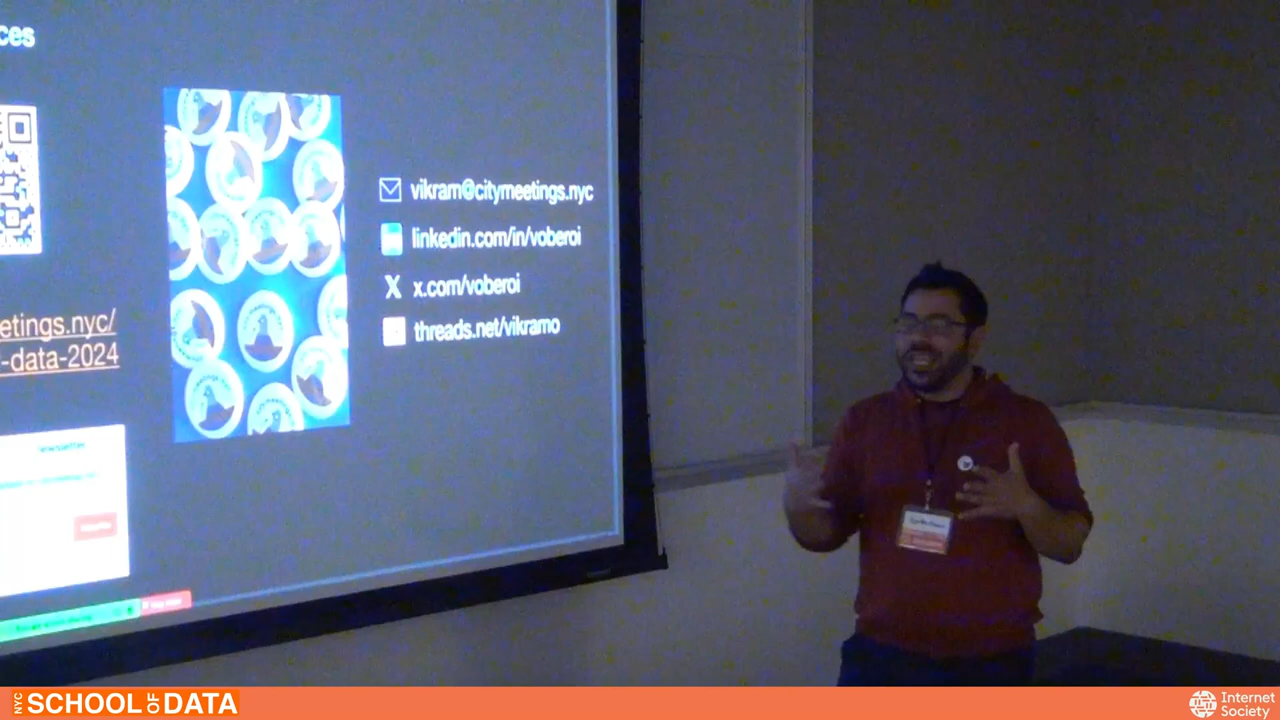 ces
vikram@citymeetings.nyc
linkedin.com/in/voberoi
X x.com/voberoi
threads.net/vikramo
etings.nyc/
-data-2024
newsletter
NYC SCHOOL OF DATA
Internet
Society